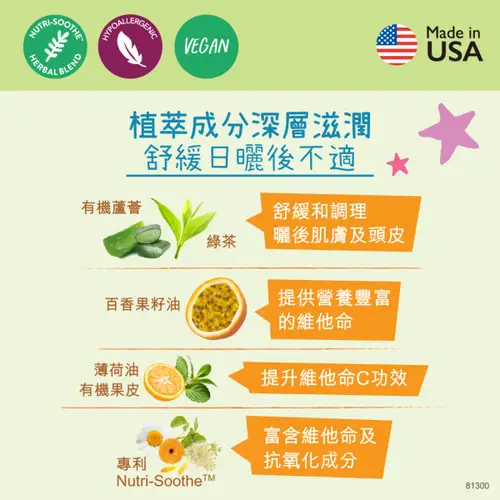 NUTRI-SOOTHE™
HERBAL BLEND
HYPOALLERGENIC
VEGAN
Made in
USA
植萃成分深層滋潤
舒緩日曬後不適
有機蘆薈
綠茶
舒緩和調理
曬後肌膚及頭皮
百香果籽油
提供營養豐富
的維他命
薄荷油
有機果皮
提升維他命C功效
專利
Nutri-Soothe™
富含維他命及
抗氧化成分
81300